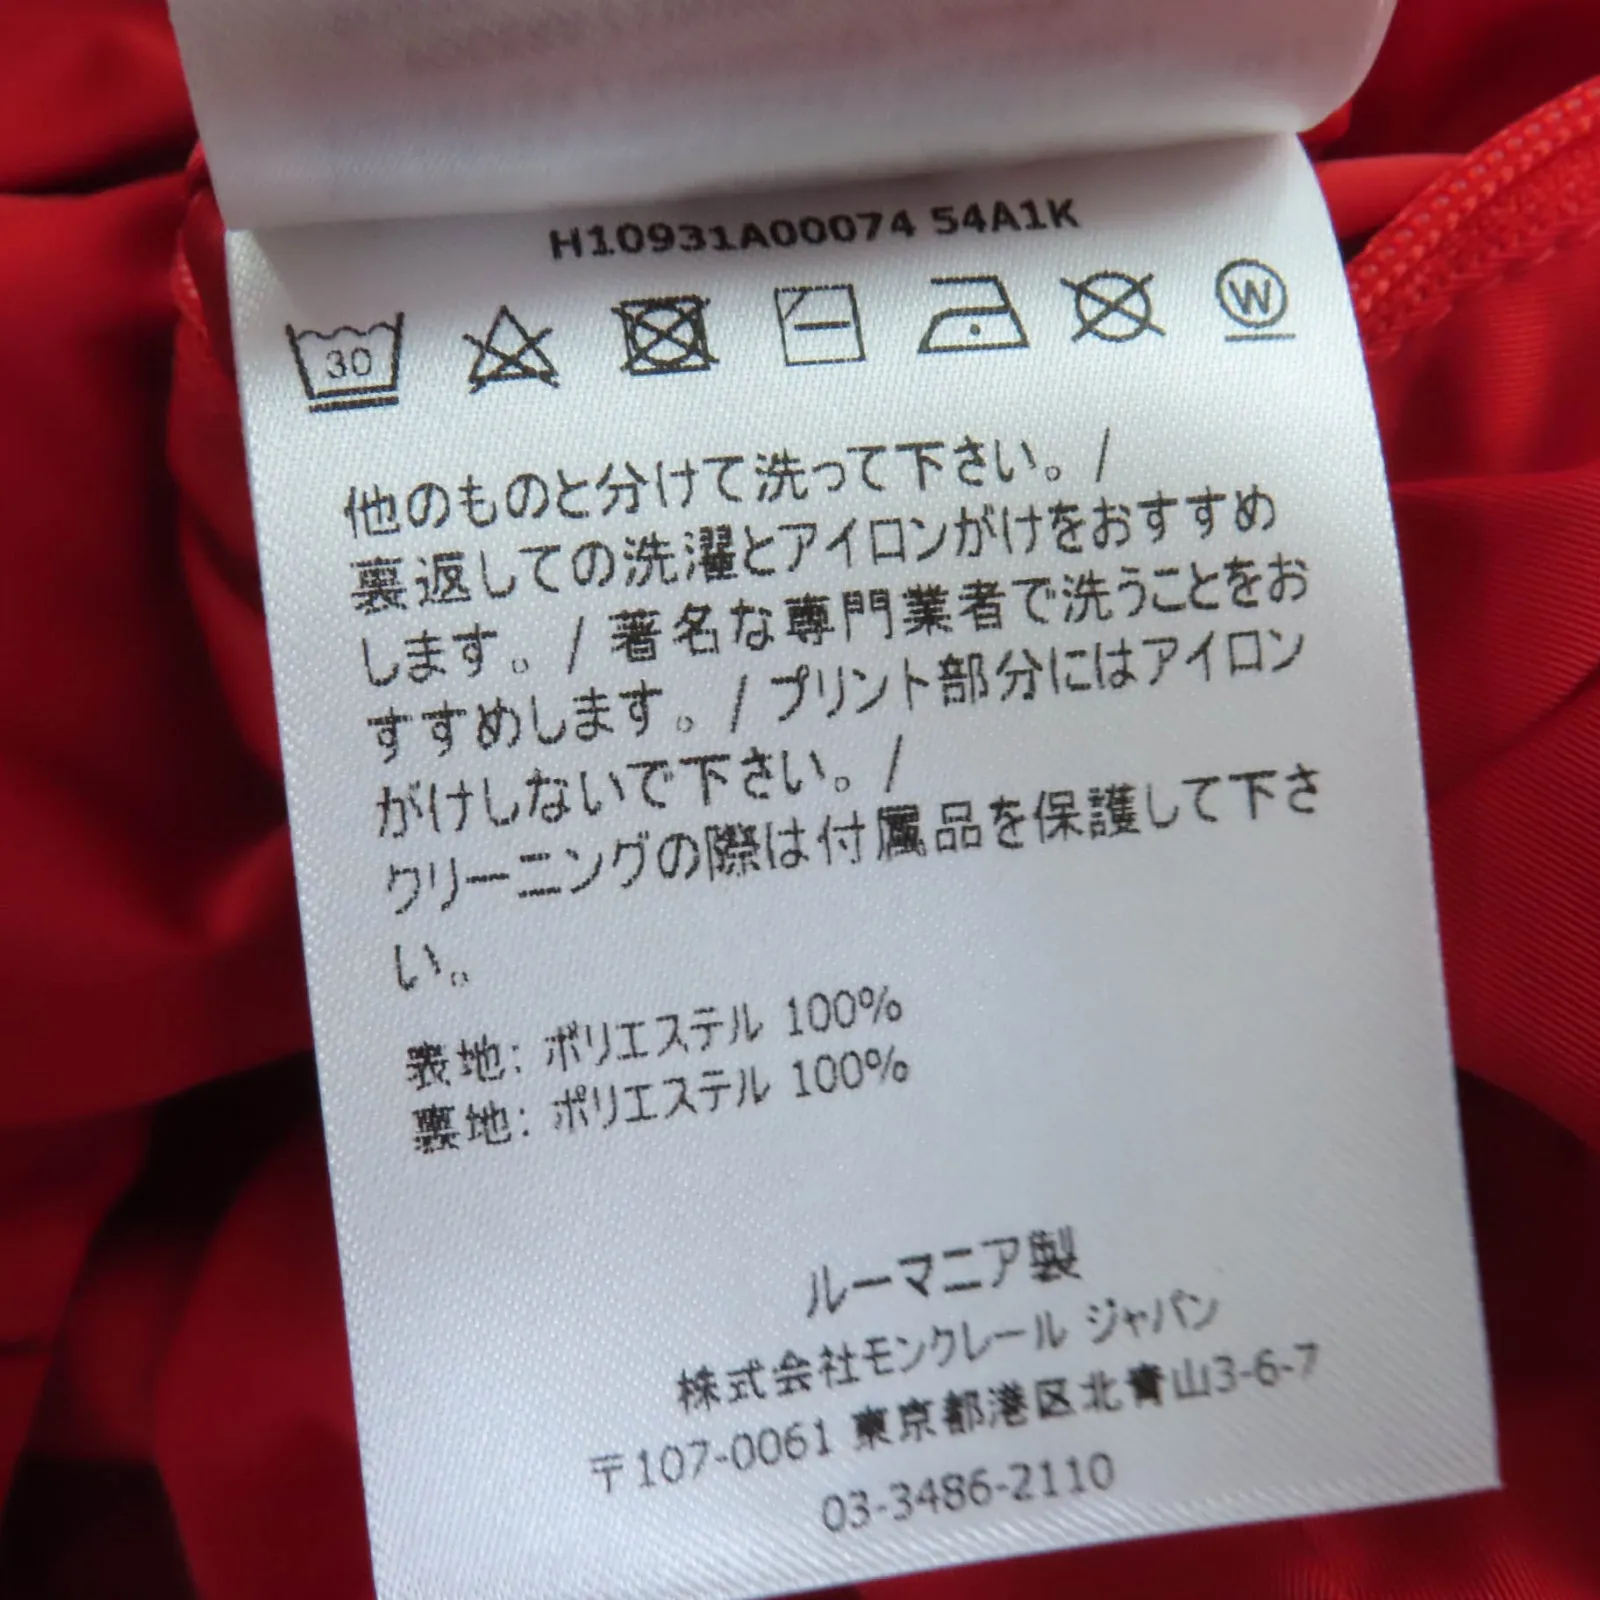 H10931A00074 54A1K
30
W
他のものと分けて洗って下さい。/
裏返しての洗濯とアイロンがけをおすすめ
します。/ 著名な専門業者で洗うことをお
すすめします。/ プリント部分にはアイロン
がけしないで下さい。/
クリーニングの際は付属品を保護して下さ
い。
表地: ポリエステル 100%
裏地: ポリエステル 100%
ルーマニア製
株式会社モンクレール ジャパン
〒107-0061 東京都港区北青山3-6-7
03-3486-2110